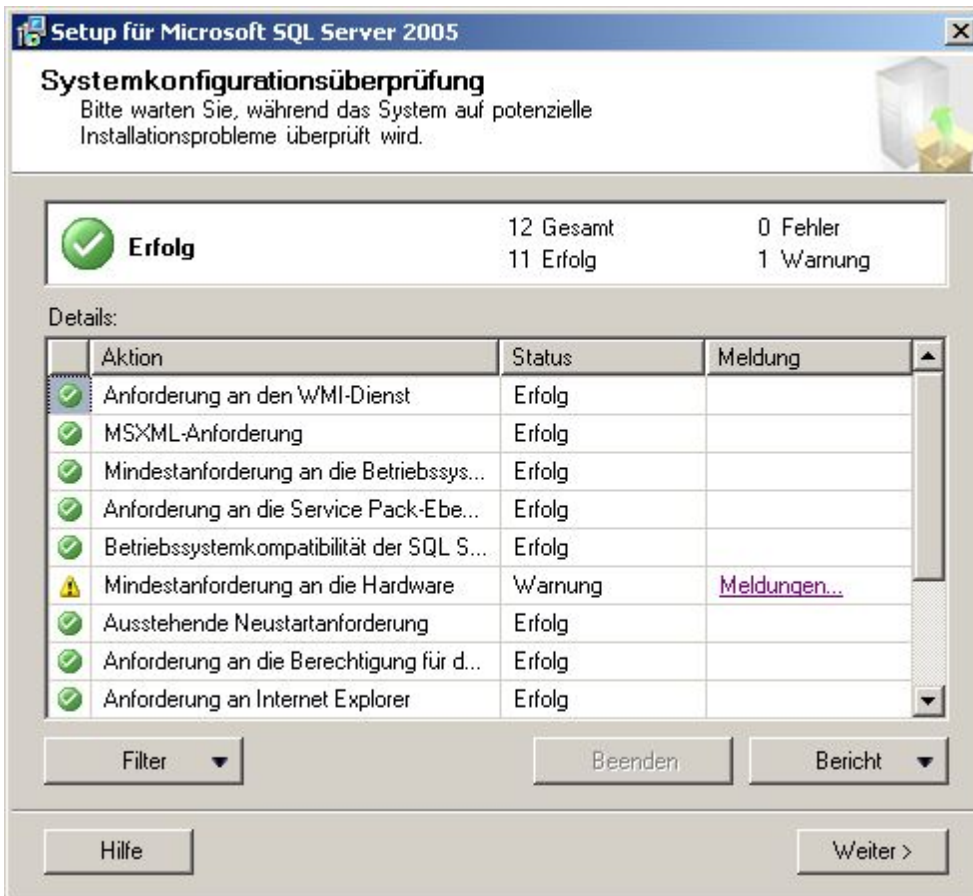 Setup für Microsoft SQL Server 2005
Systemkonfigurationsüberprüfung
Bitte warten Sie, während das System auf potenzielle
Installationsprobleme überprüft wird.
Erfolg
12 Gesamt 0 Fehler
11 Erfolg 1 Warnung
Details:
Aktion Status Meldung
Anforderung an den WMI-Dienst Erfolg
MSXML-Anforderung Erfolg
Mindestanforderung an die Betriebssys... Erfolg
Anforderung an die Service Pack-Ebe... Erfolg
Betriebssystemkompatibilität der SQL S... Erfolg
Mindestanforderung an die Hardware Warnung Meldungen...
Ausstehende Neustartanforderung Erfolg
Anforderung an die Berechtigung für d... Erfolg
Anforderung an Internet Explorer Erfolg
Filter Beenden Bericht
Hilfe Weiter >